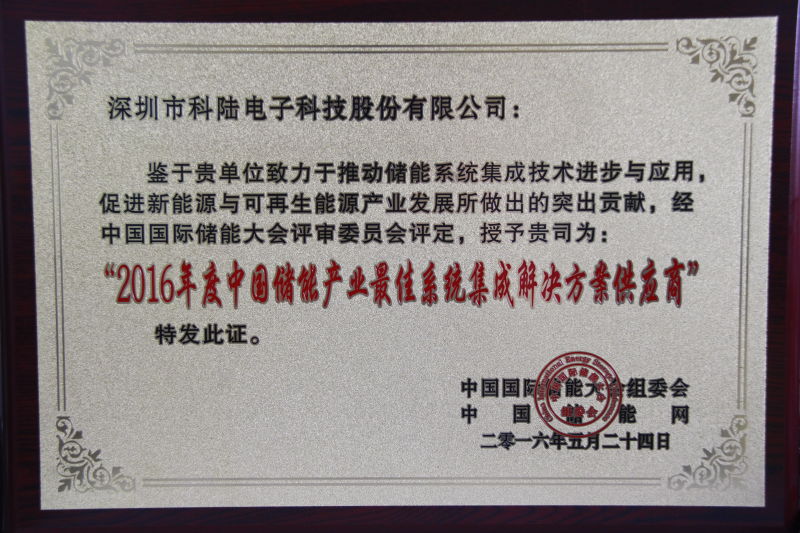 深圳市科陆电子科技股份有限公司：
鉴于贵单位致力于推动储能系统集成技术进步与应用，
促进新能源与可再生能源产业发展所做出的突出贡献，经
中国国际储能大会评审委员会评定，授予贵司为：
“2016年度中国储能产业最佳系统集成解决方案供应商”
特发此证。
中国国际储能大会组委会
中国储能网
二零一六年五月二十四日